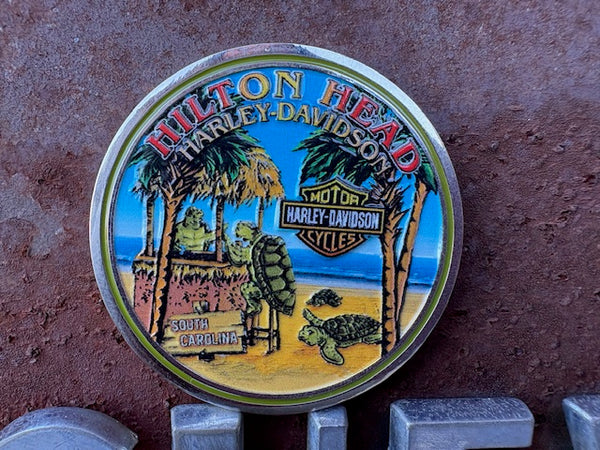 HILTON HEAD
HARLEY-DAVIDSON
MOTOR
HARLEY-DAVIDSON
CYCLES
SOUTH
CAROLINA